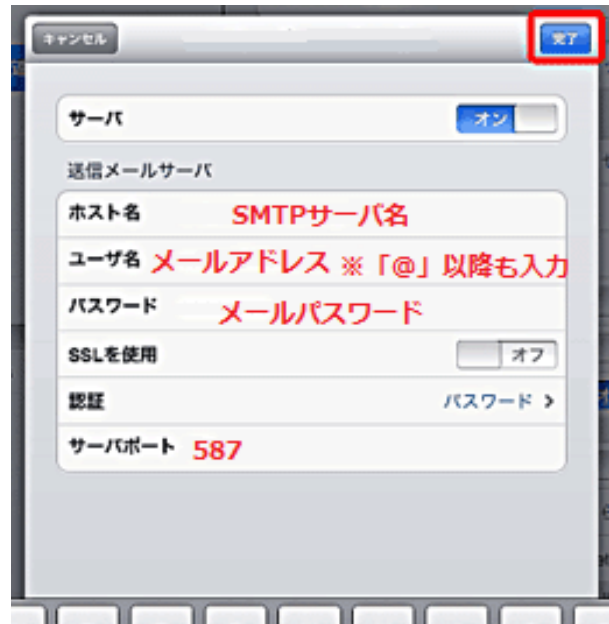 キャンセル 完了
サーバ オン
送信メールサーバ
ホスト名 SMTPサーバ名
ユーザ名 メールアドレス ※「@」以降も入力
パスワード メールパスワード
SSLを使用 オフ
認証 パスワード >
サーバポート 587